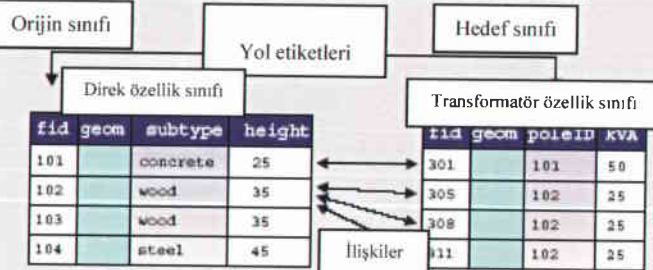 Orijin sınıfı
Yol etiketleri
Hedef sınıfı
Direk özellik sınıfı
fid geom subtype height
101 concrete 25
102 wood 35
103 wood 35
104 steel 45
Transformatör özellik sınıfı
fid geom poleID kVA
301 101 50
305 102 25
308 102 25
311 102 25
İlişkiler